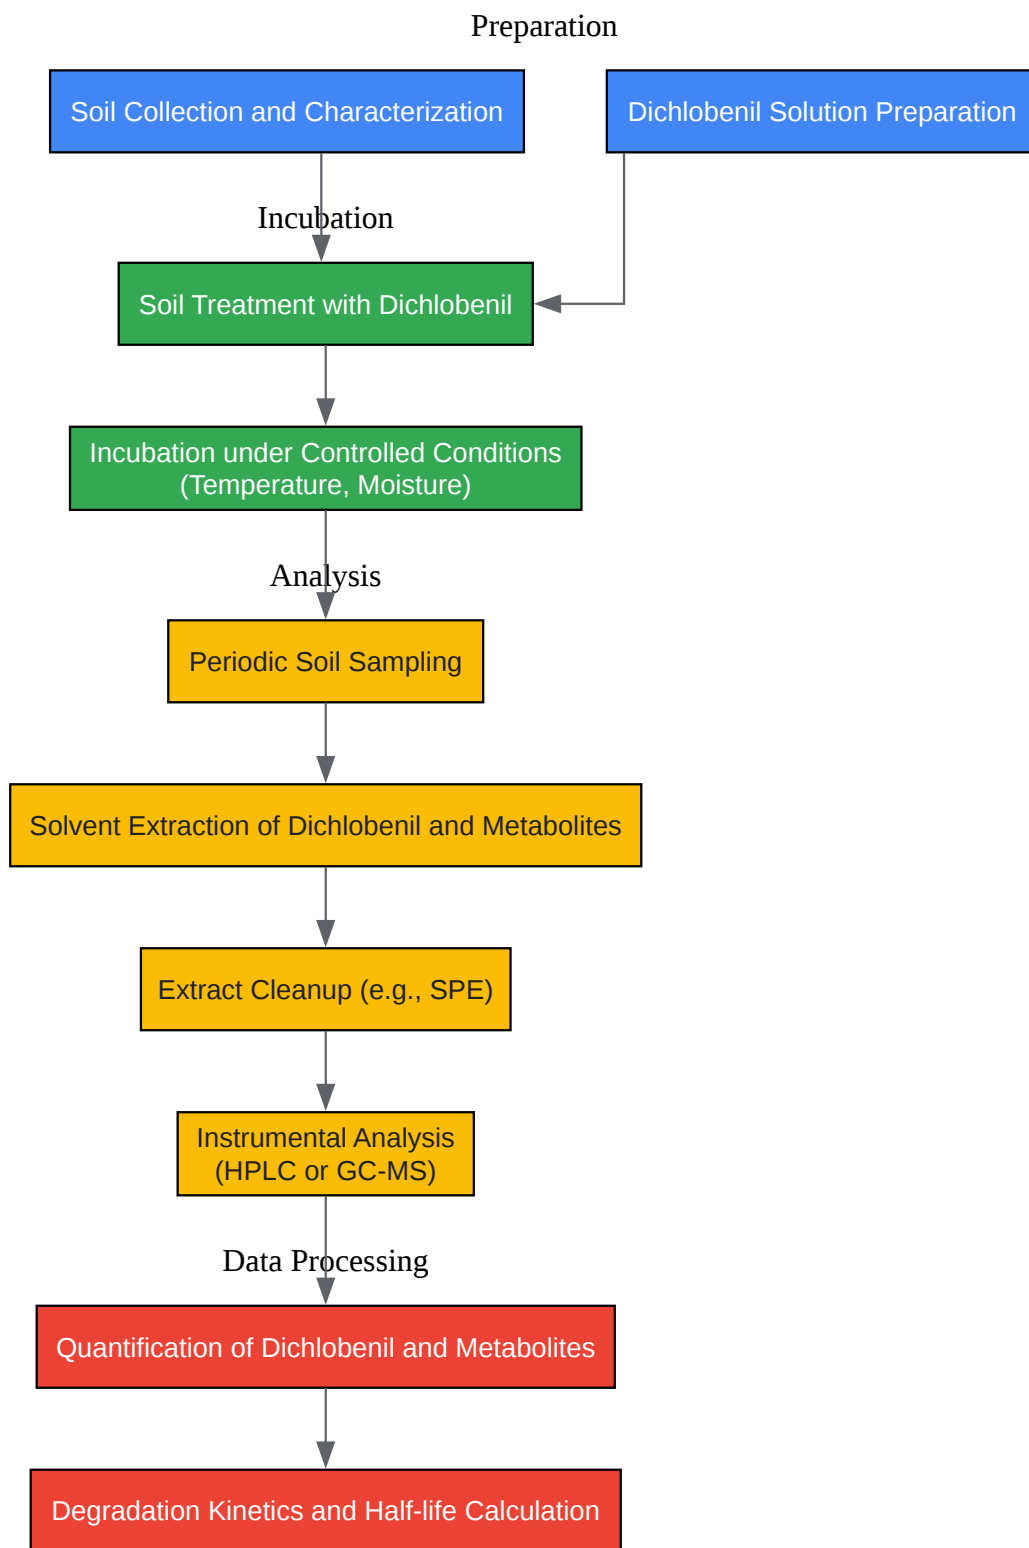 Preparation
Soil Collection and Characterization
Dichlobenil Solution Preparation
Incubation
Soil Treatment with Dichlobenil
Incubation under Controlled Conditions
(Temperature, Moisture)
Analysis
Periodic Soil Sampling
Solvent Extraction of Dichlobenil and Metabolites
Extract Cleanup (e.g., SPE)
Instrumental Analysis
(HPLC or GC-MS)
Data Processing
Quantification of Dichlobenil and Metabolites
Degradation Kinetics and Half-life Calculation